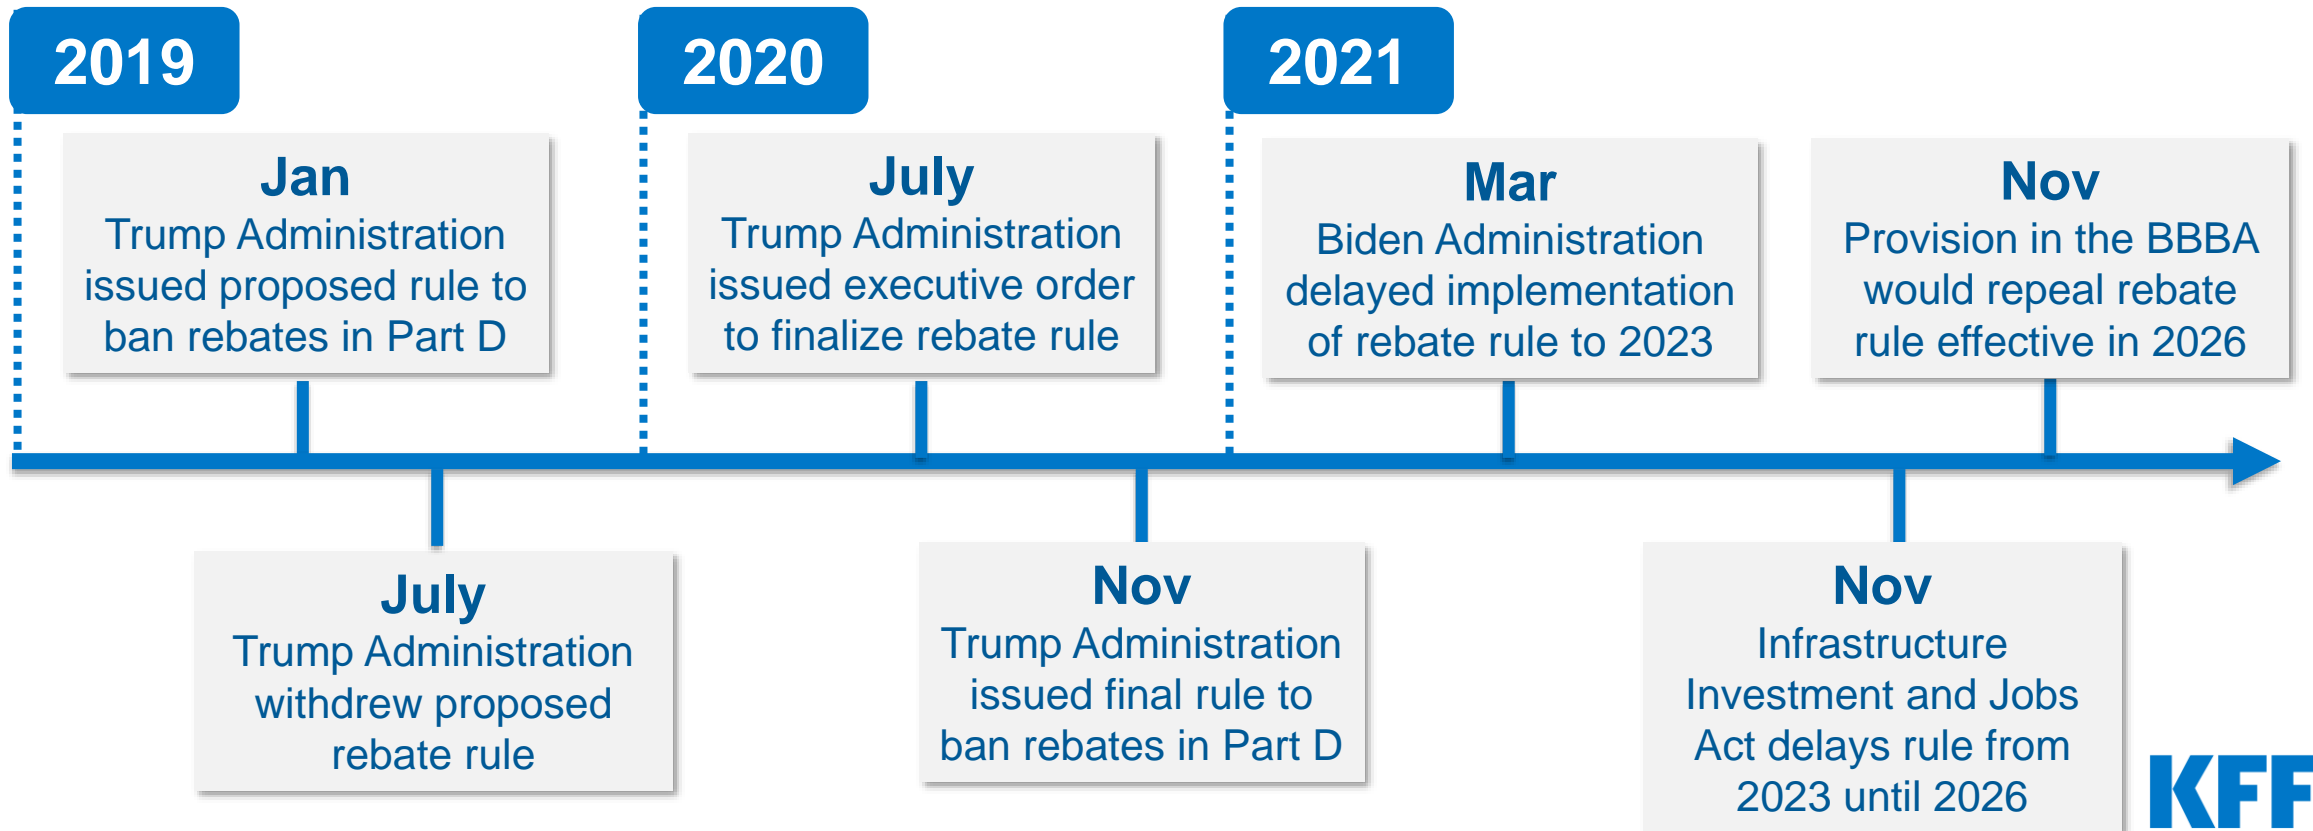 2019
2020
2021
Jan
Trump Administration
issued proposed rule to
ban rebates in Part D
July
Trump Administration
issued executive order
to finalize rebate rule
Mar
Biden Administration
delayed implementation
of rebate rule to 2023
Nov
Provision in the BBBA
would repeal rebate
rule effective in 2026
July
Trump Administration
withdrew proposed
rebate rule
Nov
Trump Administration
issued final rule to
ban rebates in Part D
Nov
Infrastructure
Investment and Jobs
Act delays rule from
2023 until 2026
KFF